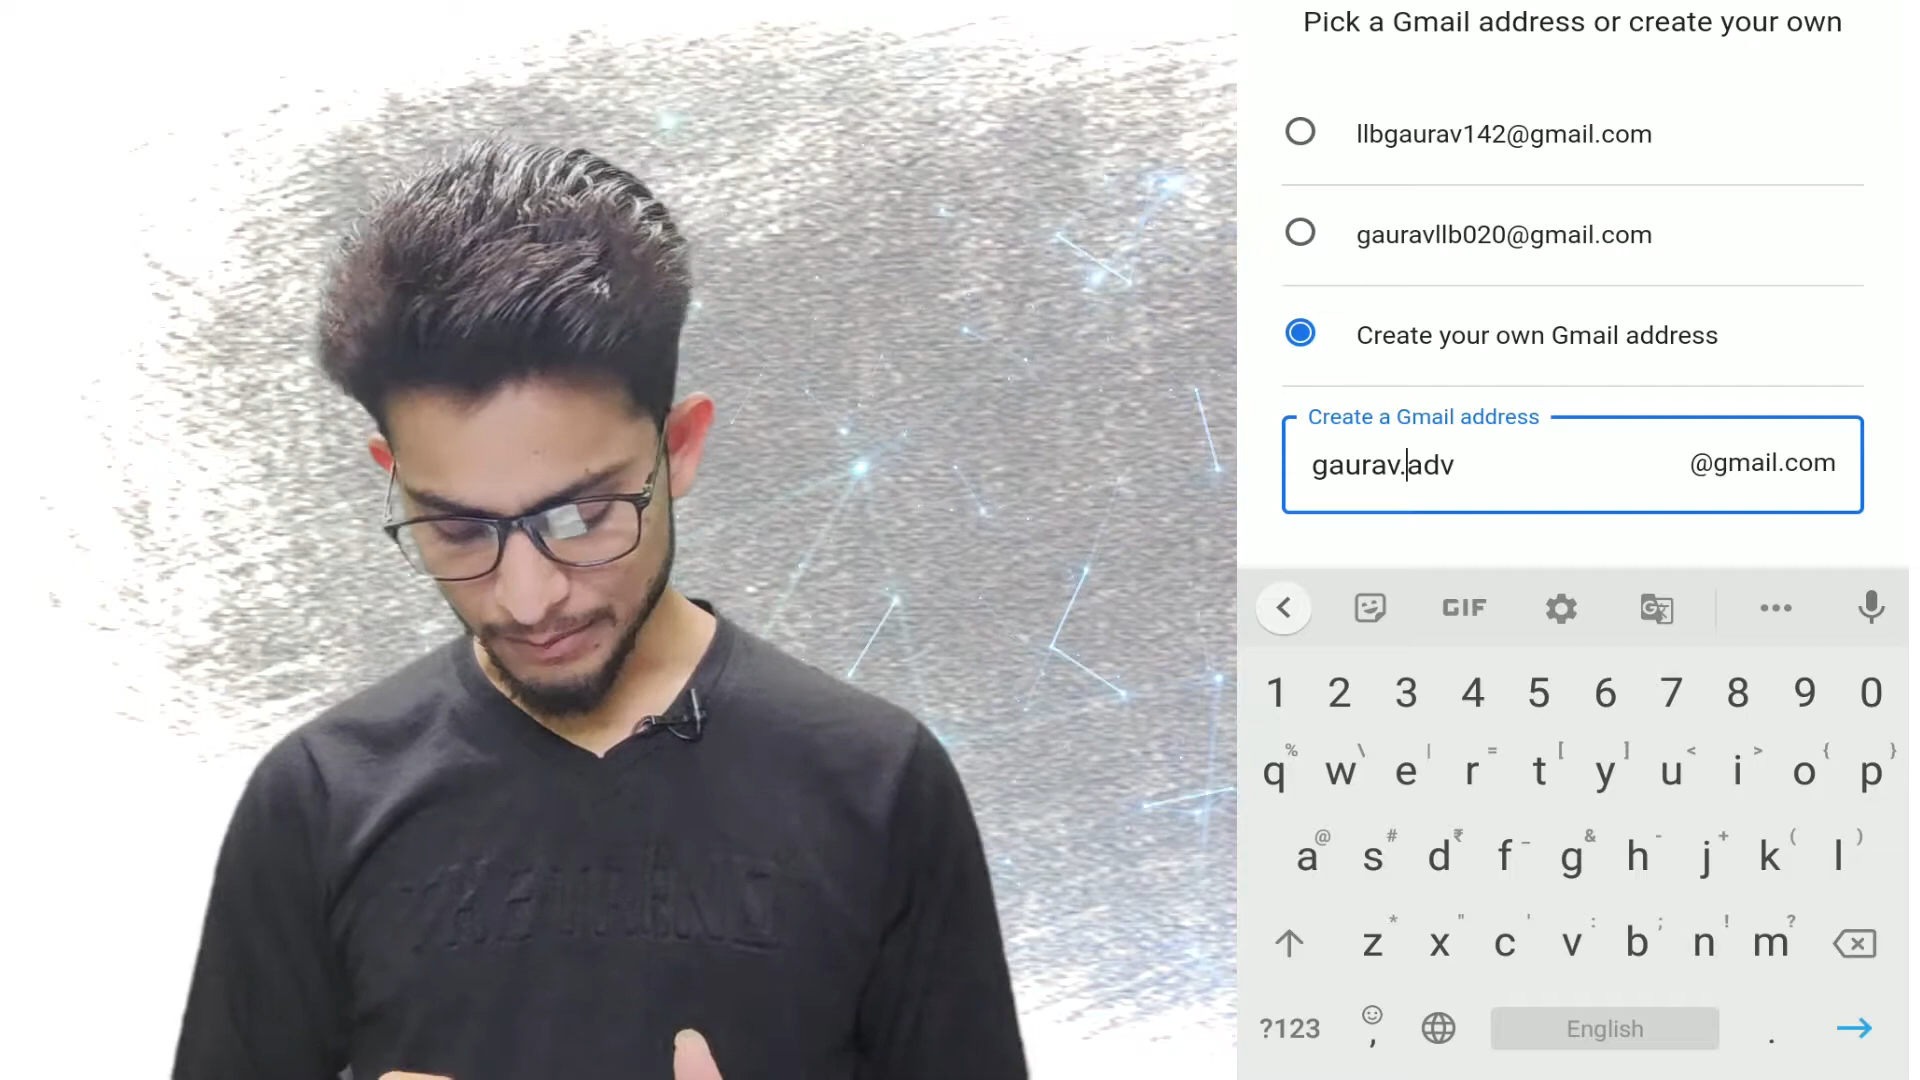 Pick a Gmail address or create your own
llbgaurav142@gmail.com
gauravllb020@gmail.com
Create your own Gmail address
Create a Gmail address
gaurav.adv @gmail.com
GIF
1 2 3 4 5 6 7 8 9 0
% \ | = [ ] < > { }
q w e r t y u i o p
@ # ₹ _ & - + ( )
a s d f g h j k l
* " ' : ; ! ?
z x c v b n m
?123 , English .